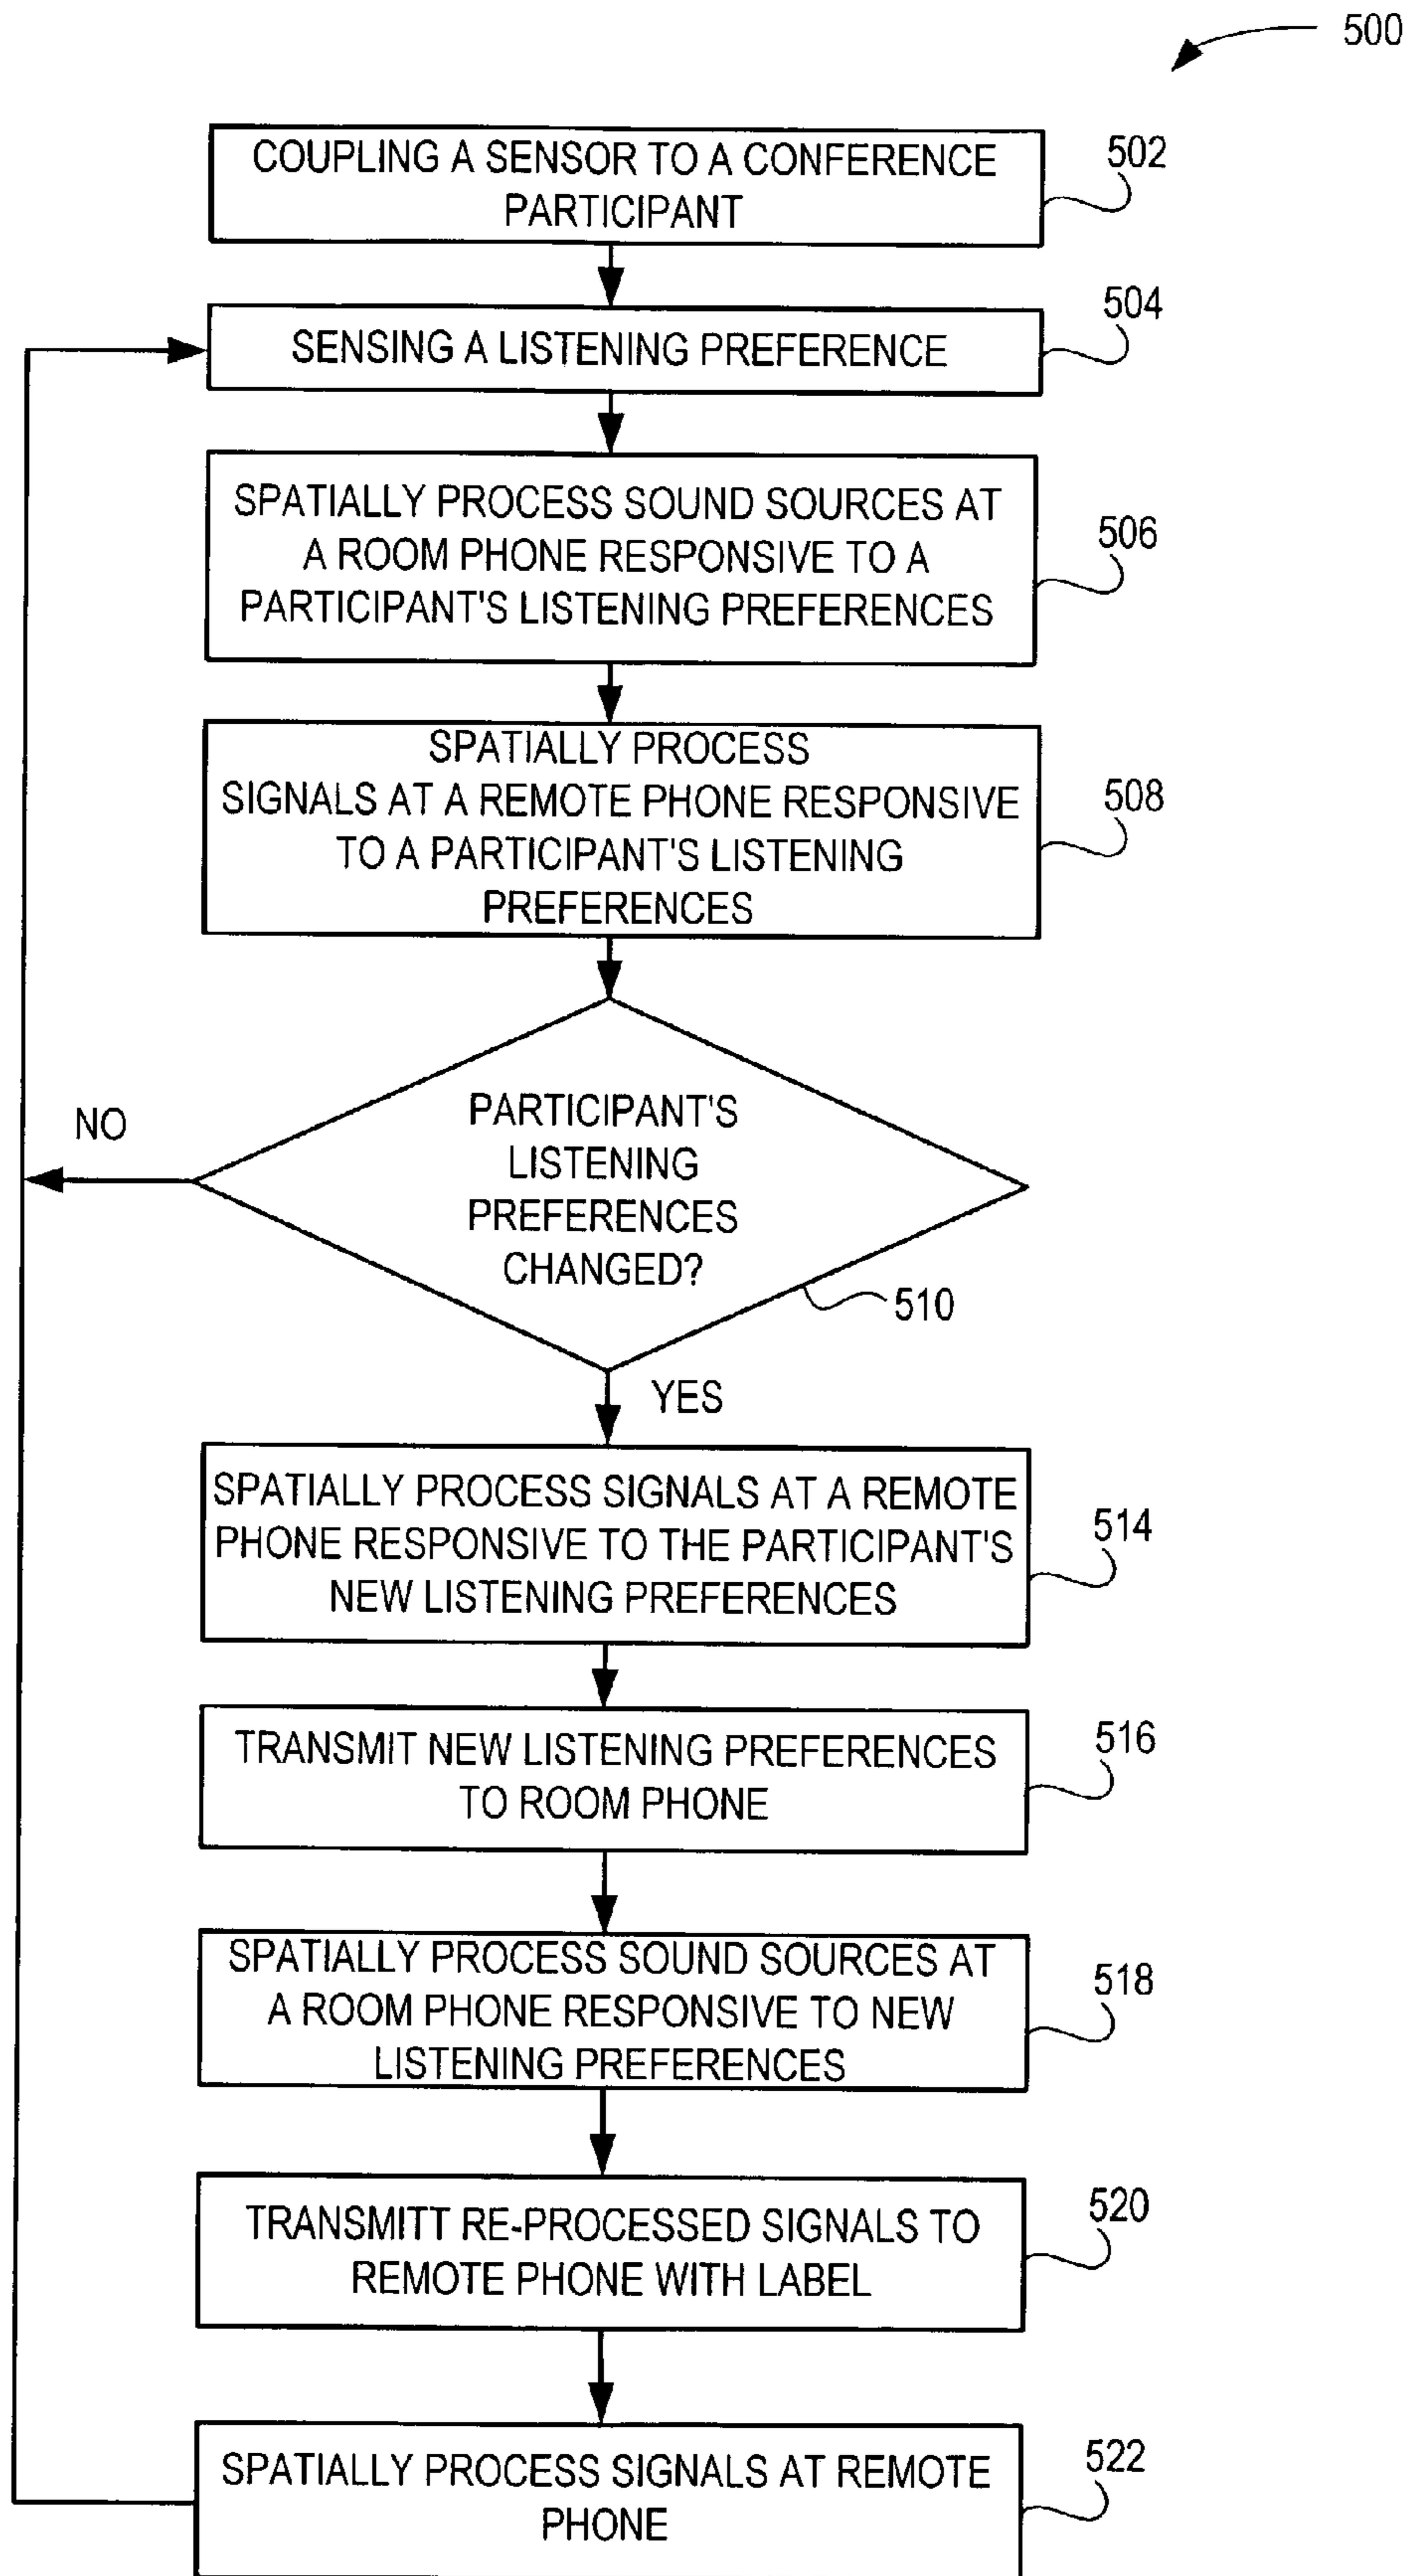 500
COUPLING A SENSOR TO A CONFERENCE
PARTICIPANT
502
SENSING A LISTENING PREFERENCE
504
SPATIALLY PROCESS SOUND SOURCES AT
A ROOM PHONE RESPONSIVE TO A
PARTICIPANT'S LISTENING PREFERENCES
506
SPATIALLY PROCESS
SIGNALS AT A REMOTE PHONE RESPONSIVE
TO A PARTICIPANT'S LISTENING
PREFERENCES
508
NO
PARTICIPANT'S
LISTENING
PREFERENCES
CHANGED?
510
YES
SPATIALLY PROCESS SIGNALS AT A REMOTE
PHONE RESPONSIVE TO THE PARTICIPANT'S
NEW LISTENING PREFERENCES
514
TRANSMIT NEW LISTENING PREFERENCES
TO ROOM PHONE
516
SPATIALLY PROCESS SOUND SOURCES AT
A ROOM PHONE RESPONSIVE TO NEW
LISTENING PREFERENCES
518
TRANSMITT RE-PROCESSED SIGNALS TO
REMOTE PHONE WITH LABEL
520
SPATIALLY PROCESS SIGNALS AT REMOTE
PHONE
522